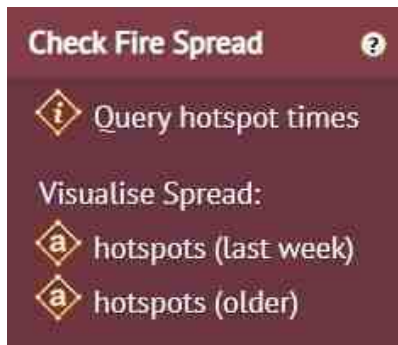 Check Fire Spread ?
i Query hotspot times
Visualise Spread:
a hotspots (last week)
a hotspots (older)